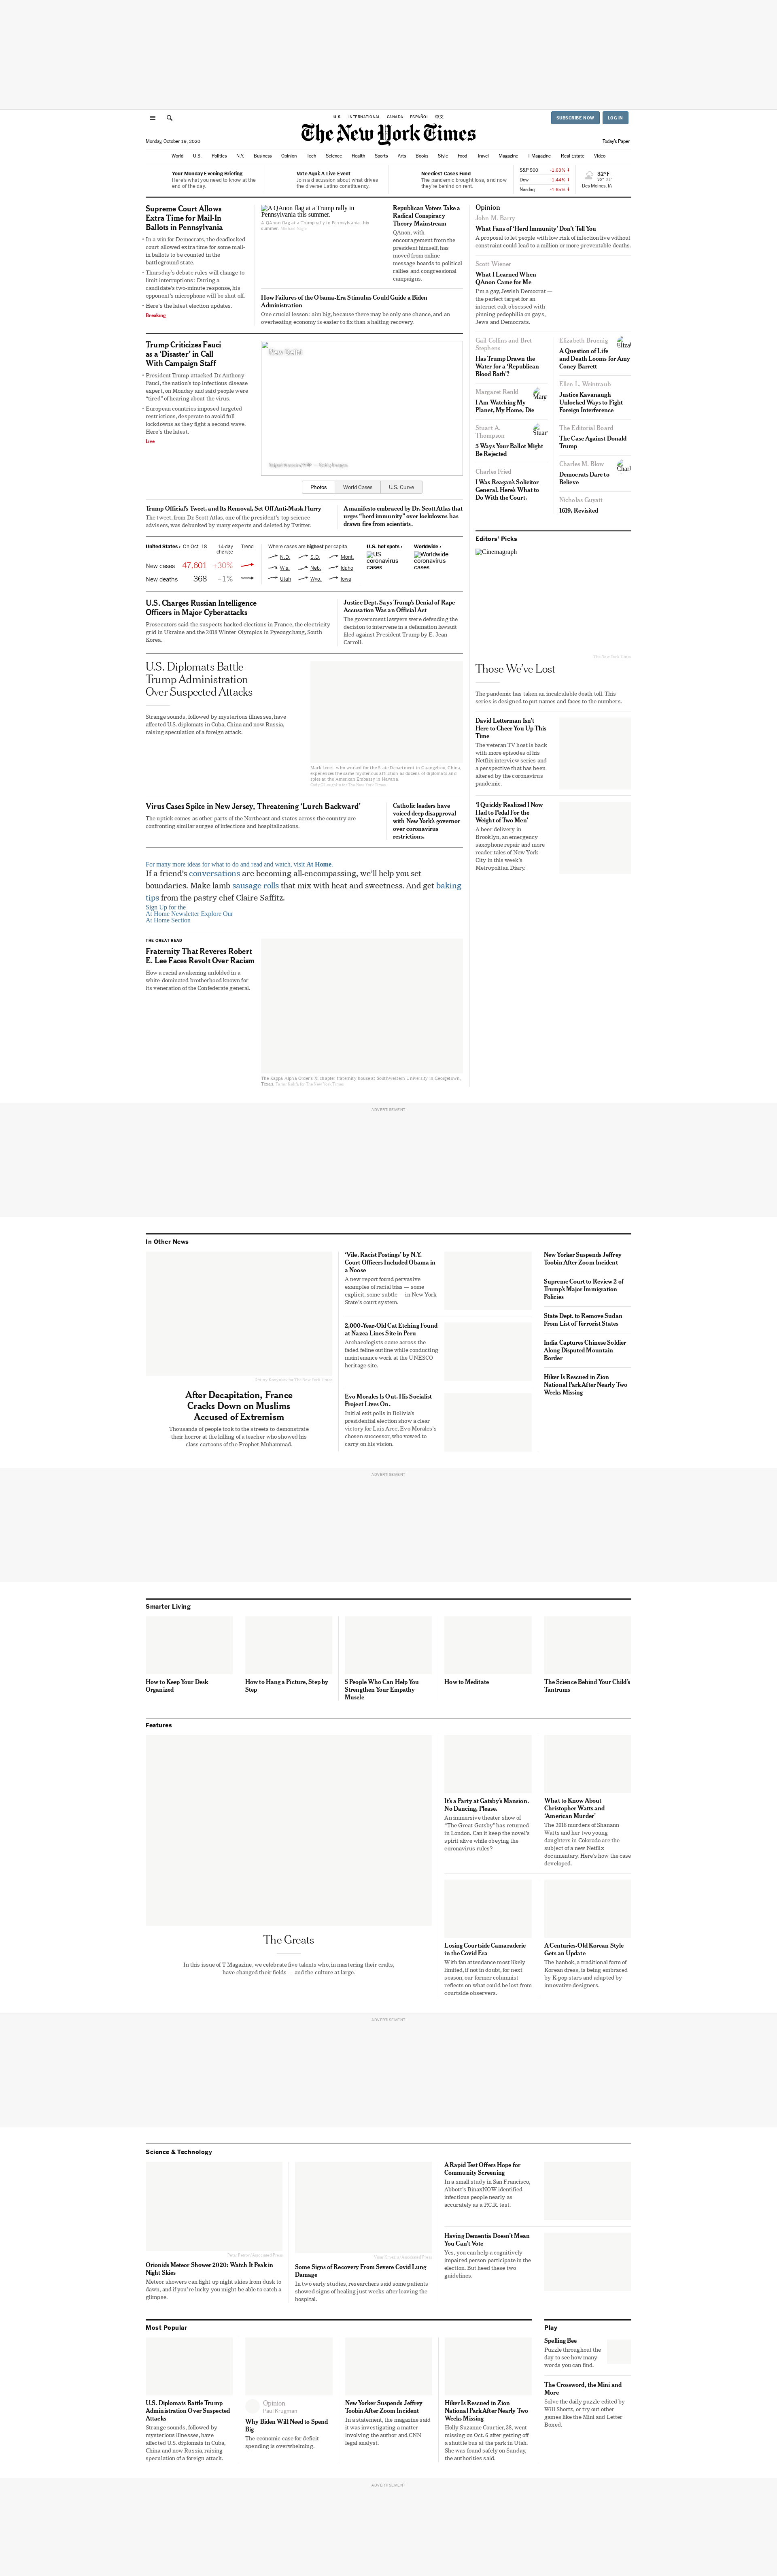 U.S.
INTERNATIONAL
CANADA
ESPAÑOL
中文
SUBSCRIBE NOW
LOG IN
The New York Times
Monday, October 19, 2020
Today's Paper
World
U.S.
Politics
N.Y.
Business
Opinion
Tech
Science
Health
Sports
Arts
Books
Style
Food
Travel
Magazine
T Magazine
Real Estate
Video
Your Monday Evening Briefing
Here's what you need to know at the
end of the day.
Vote Aquí: A Live Event
Join a discussion about what drives
the diverse Latino constituency.
Neediest Cases Fund
The pandemic brought loss, and now
they're behind on rent.
S&P 500 -1.63% ↓
Dow -1.44% ↓
Nasdaq -1.65% ↓
32°F
Des Moines, IA
Supreme Court Allows
Extra Time for Mail-In
Ballots in Pennsylvania
• In a win for Democrats, the deadlocked
court allowed extra time for some mail-
in ballots to be counted in the
battleground state.
• Thursday's debate rules will change to
limit interruptions: During a
candidate's two-minute response, his
opponent's microphone will be shut off.
• Here's the latest election updates.
Breaking
A QAnon flag at a Trump rally in
Pennsylvania this summer.
A QAnon flag at a Trump rally in Pennsylvania this
summer.
Republican Voters Take a
Radical Conspiracy
Theory Mainstream
QAnon, with
encouragement from the
president himself, has
moved from online
message boards to political
rallies and congressional
campaigns.
How Failures of the Obama-Era Stimulus Could Guide a Biden
Administration
One crucial lesson: aim big, because there may be only one chance, and an
overheating economy is easier to fix than a halting recovery.
Trump Criticizes Fauci
as a 'Disaster' in Call
With Campaign Staff
• President Trump attacked Dr. Anthony
Fauci, the nation's top infectious disease
expert, on Monday and said people were
"tired" of hearing about the virus.
• European countries imposed targeted
restrictions, desperate to avoid full
lockdowns as they fight a second wave.
Here's the latest.
Live
New Delhi
Sajjad Hussain/AFP — Getty Images
Photos
World Cases
U.S. Curve
Trump Official's Tweet, and Its Removal, Set Off Anti-Mask Flurry
The tweet, from Dr. Scott Atlas, one of the president's top science
advisers, was debunked by many experts and deleted by Twitter.
A manifesto embraced by Dr. Scott Atlas that
urges "herd immunity" over lockdowns has
drawn fire from scientists.
United States › On Oct. 18 14-day
change Trend
New cases 47,601 +30%
New deaths 368 –1%
Where cases are highest per capita
N.D. S.D. Mont.
Wis. Neb. Idaho
Utah Wyo. Iowa
U.S. hot spots ›
US
coronavirus
cases
Worldwide ›
Worldwide
coronavirus
cases
U.S. Charges Russian Intelligence
Officers in Major Cyberattacks
Prosecutors said the suspects hacked elections in France, the electricity
grid in Ukraine and the 2018 Winter Olympics in Pyeongchang, South
Korea.
Justice Dept. Says Trump's Denial of Rape
Accusation Was an Official Act
The government lawyers were defending the
decision to intervene in a defamation lawsuit
filed against President Trump by E. Jean
Carroll.
U.S. Diplomats Battle
Trump Administration
Over Suspected Attacks
Strange sounds, followed by mysterious illnesses, have
affected U.S. diplomats in Cuba, China and now Russia,
raising speculation of a foreign attack.
Mark Lenzi, who worked for the State Department in Guangzhou, China,
experiences the same mysterious affliction as dozens of diplomats and
spies at the American Embassy in Havana.
Virus Cases Spike in New Jersey, Threatening 'Lurch Backward'
The uptick comes as other parts of the Northeast and states across the country are
confronting similar surges of infections and hospitalizations.
Catholic leaders have
voiced deep disapproval
with New York's governor
over coronavirus
restrictions.
For many more ideas for what to do and read and watch, visit At Home.
If a friend's conversations are becoming all-encompassing, we'll help you set
boundaries. Make lamb sausage rolls that mix with heat and sweetness. And get baking
tips from the pastry chef Claire Saffitz.
Sign Up for the
At Home Newsletter Explore Our
At Home Section
THE GREAT READ
Fraternity That Reveres Robert
E. Lee Faces Revolt Over Racism
How a racial awakening unfolded in a
white-dominated brotherhood known for
its veneration of the Confederate general.
The Kappa Alpha Order's Xi chapter fraternity house at Southwestern University in Georgetown,
Texas.
Opinion
John M. Barry
What Fans of 'Herd Immunity' Don't Tell You
A proposal to let people with low risk of infection live without
constraint could lead to a million or more preventable deaths.
Scott Wiener
What I Learned When
QAnon Came for Me
I'm a gay, Jewish Democrat —
the perfect target for an
internet cult obsessed with
pinning pedophilia on gays,
Jews and Democrats.
Gail Collins and Bret
Stephens
Has Trump Drawn the
Water for a 'Republican
Blood Bath'?
Margaret Renkl
I Am Watching My
Planet, My Home, Die
Stuart A.
Thompson
5 Ways Your Ballot Might
Be Rejected
Charles Fried
I Was Reagan's Solicitor
General. Here's What to
Do With the Court.
Elizabeth Bruenig
A Question of Life
and Death Looms for Amy
Coney Barrett
Ellen L. Weintraub
Justice Kavanaugh
Unlocked Ways to Fight
Foreign Interference
The Editorial Board
The Case Against Donald
Trump
Charles M. Blow
Democrats Dare to
Believe
Nicholas Guyatt
1619, Revisited
Editors' Picks
Cinemagraph
The New York Times
Those We've Lost
The pandemic has taken an incalculable death toll. This
series is designed to put names and faces to the numbers.
David Letterman Isn't
Here to Cheer You Up This
Time
The veteran TV host is back
with more episodes of his
Netflix interview series and
a perspective that has been
altered by the coronavirus
pandemic.
'I Quickly Realized I Now
Had to Pedal For the
Weight of Two Men'
A beer delivery in
Brooklyn, an emergency
saxophone repair and more
reader tales of New York
City in this week's
Metropolitan Diary.
ADVERTISEMENT
In Other News
After Decapitation, France
Cracks Down on Muslims
Accused of Extremism
Thousands of people took to the streets to demonstrate
their horror at the killing of a teacher who showed his
class cartoons of the Prophet Muhammad.
'Vile, Racist Postings' by N.Y.
Court Officers Included Obama in
a Noose
A new report found pervasive
examples of racial bias — some
explicit, some subtle — in New York
State's court system.
2,000-Year-Old Cat Etching Found
at Nazca Lines Site in Peru
Archaeologists came across the
faded feline outline while conducting
maintenance work at the UNESCO
heritage site.
Evo Morales Is Out. His Socialist
Project Lives On.
Initial exit polls in Bolivia's
presidential election show a clear
victory for Luis Arce, Evo Morales's
chosen successor, who vowed to
carry on his vision.
New Yorker Suspends Jeffrey
Toobin After Zoom Incident
Supreme Court to Review 2 of
Trump's Major Immigration
Policies
State Dept. to Remove Sudan
From List of Terrorist States
India Captures Chinese Soldier
Along Disputed Mountain
Border
Hiker Is Rescued in Zion
National Park After Nearly Two
Weeks Missing
ADVERTISEMENT
Smarter Living
How to Keep Your Desk
Organized
How to Hang a Picture, Step by
Step
5 People Who Can Help You
Strengthen Your Empathy
Muscle
How to Meditate
The Science Behind Your Child's
Tantrums
Features
The Greats
In this issue of T Magazine, we celebrate five talents who, in mastering their crafts,
have changed their fields — and the culture at large.
It's a Party at Gatsby's Mansion.
No Dancing, Please.
An immersive theater show of
"The Great Gatsby" has returned
in London. Can it keep the novel's
spirit alive while obeying the
coronavirus rules?
What to Know About
Christopher Watts and
'American Murder'
The 2018 murders of Shanann
Watts and her two young
daughters in Colorado are the
subject of a new Netflix
documentary. Here's how the case
developed.
Losing Courtside Camaraderie
in the Covid Era
With fan attendance most likely
limited, if not in doubt, for next
season, our former columnist
reflects on what could be lost from
courtside observers.
A Centuries-Old Korean Style
Gets an Update
The hanbok, a traditional form of
Korean dress, is being embraced
by K-pop stars and adapted by
innovative designers.
ADVERTISEMENT
Science & Technology
Orionids Meteor Shower 2020: Watch It Peak in
Night Skies
Meteor showers can light up night skies from dusk to
dawn, and if you're lucky you might be able to catch a
glimpse.
Some Signs of Recovery From Severe Covid Lung
Damage
In two early studies, researchers said some patients
showed signs of healing just weeks after leaving the
hospital.
A Rapid Test Offers Hope for
Community Screening
In a small study in San Francisco,
Abbott's BinaxNOW identified
infectious people nearly as
accurately as a P.C.R. test.
Having Dementia Doesn't Mean
You Can't Vote
Yes, you can help a cognitively
impaired person participate in the
election. But heed these two
guidelines.
Most Popular
U.S. Diplomats Battle Trump
Administration Over Suspected
Attacks
Strange sounds, followed by
mysterious illnesses, have
affected U.S. diplomats in Cuba,
China and now Russia, raising
speculation of a foreign attack.
Opinion
Paul Krugman
Why Biden Will Need to Spend
Big
The economic case for deficit
spending is overwhelming.
New Yorker Suspends Jeffrey
Toobin After Zoom Incident
In a statement, the magazine said
it was investigating a matter
involving the author and CNN
legal analyst.
Hiker Is Rescued in Zion
National Park After Nearly Two
Weeks Missing
Holly Suzanne Courtier, 38, went
missing on Oct. 6 after getting off
a shuttle bus at the park in Utah.
She was found safely on Sunday,
the authorities said.
Play
Spelling Bee
Puzzle throughout the
day to see how many
words you can find.
The Crossword, the Mini and
More
Solve the daily puzzle edited by
Will Shortz, or try out other
games like the Mini and Letter
Boxed.
ADVERTISEMENT